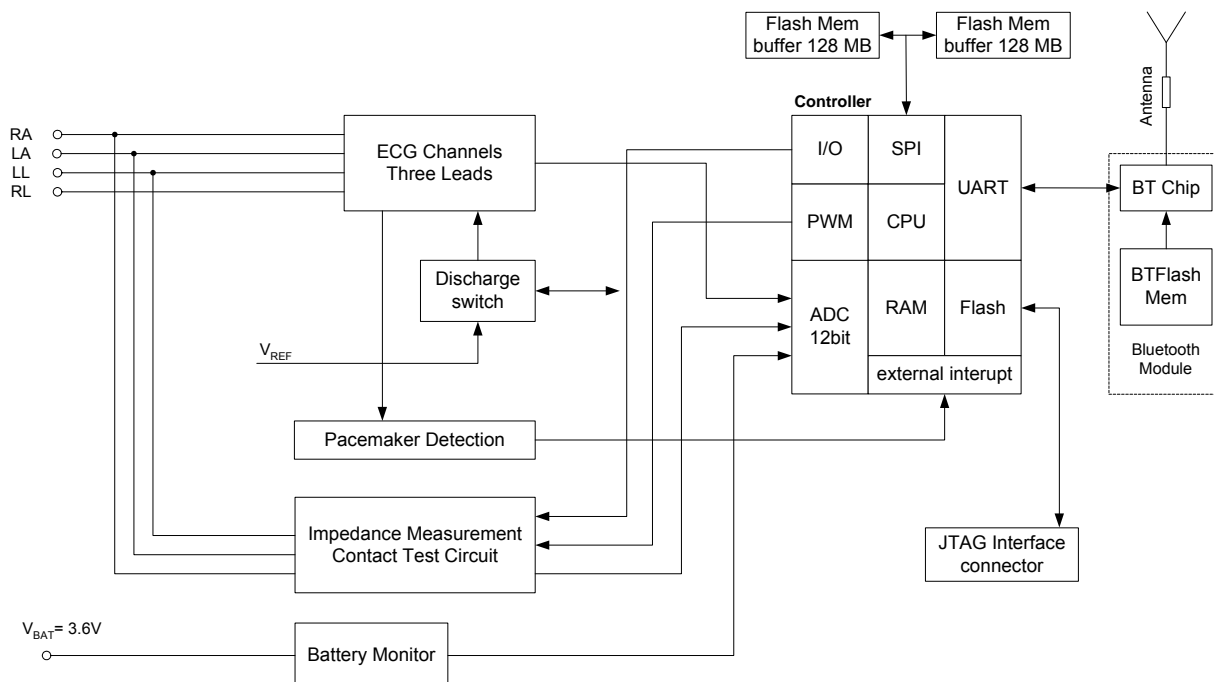 Flash Mem
buffer 128 MB
Flash Mem
buffer 128 MB
Antenna
Controller
RA
LA
LL
RL
ECG Channels
Three Leads
I/O
SPI
UART
BT Chip
PWM
CPU
BTFlash
Mem
Discharge
switch
ADC
12bit
RAM
Flash
Bluetooth
Module
VREF
external interupt
Pacemaker Detection
Impedance Measurement
Contact Test Circuit
JTAG Interface
connector
VBAT= 3.6V
Battery Monitor